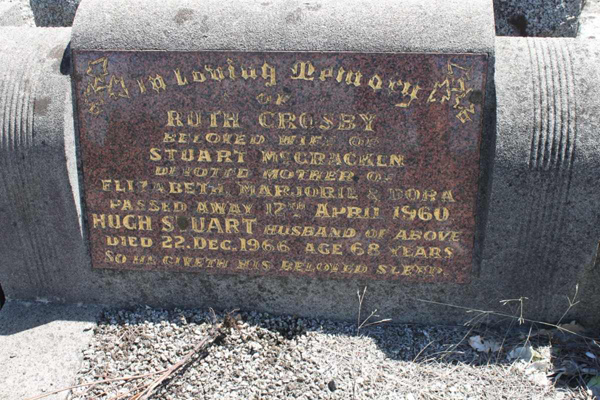 In Loving Memory
OF
RUTH CROSBY
BELOVED WIFE OF
STUART McCRACKEN
DEVOTED MOTHER OF
ELIZABETH, MARJORIE & DORA
PASSED AWAY 12TH APRIL 1960
HUGH STUART HUSBAND OF ABOVE
DIED 22. DEC. 1966 AGE 68 YEARS
SO HE GIVETH HIS BELOVED SLEEP